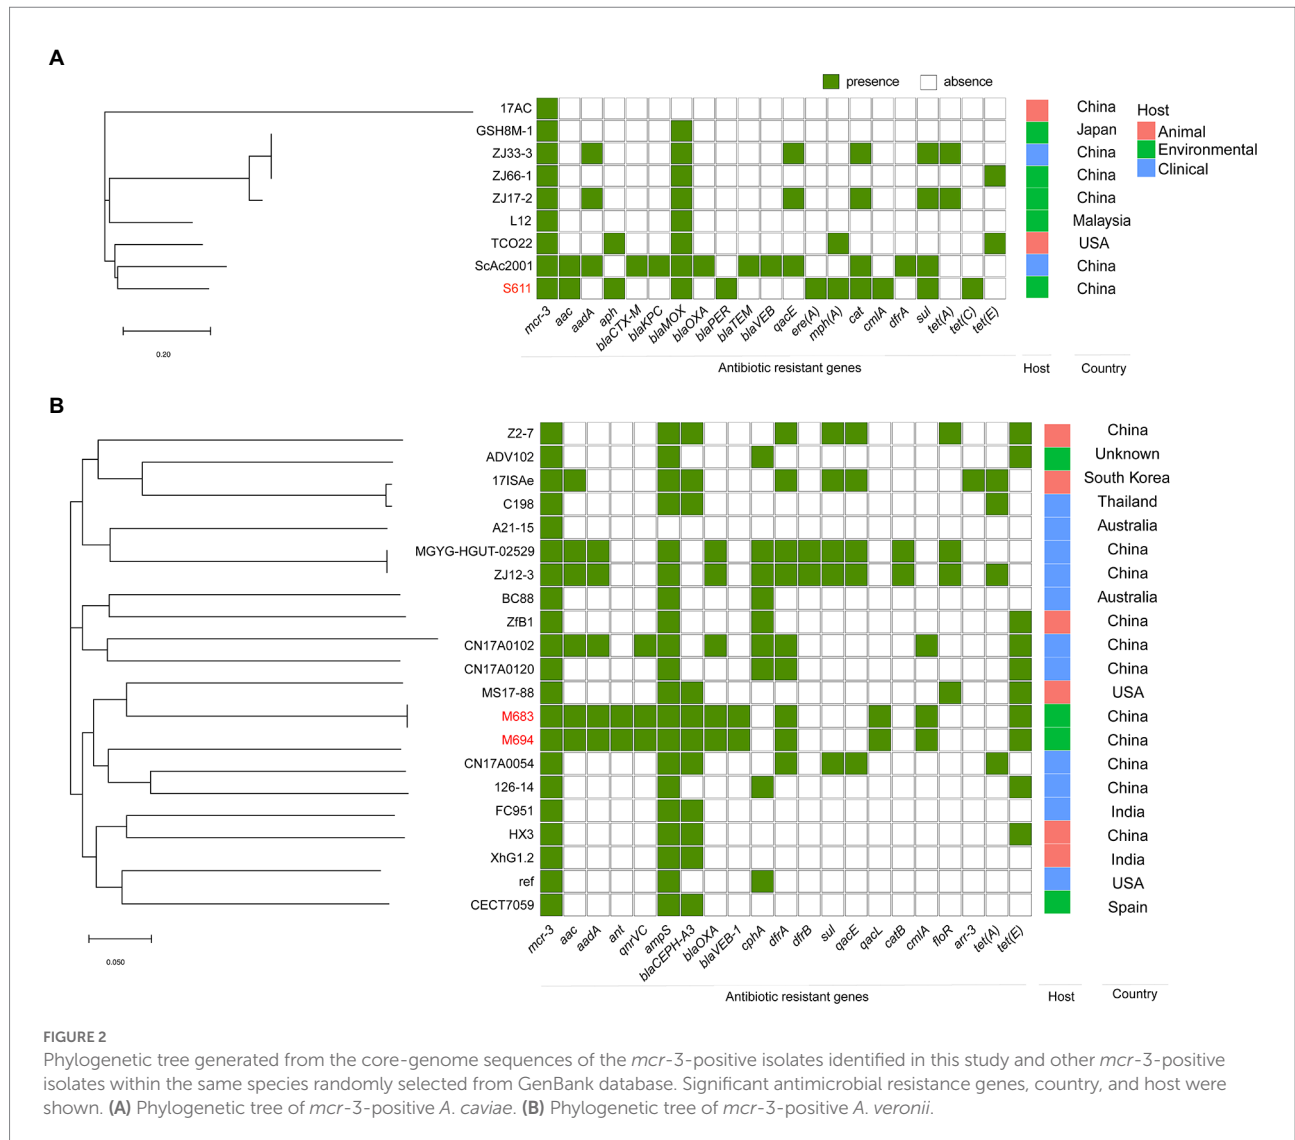 A
presence absence
17AC China
GSH8M-1 Japan
ZJ33-3 China
ZJ66-1 China
ZJ17-2 China
L12 Malaysia
TCO22 USA
ScAc2001 China
S611 China
Host
Animal
Environmental
Clinical
mcr-3 aac aadA aph blaCTX-M blaKPC blaMOX blaOXA blaPER blaTEM blaVEB qacE ere(A) mph(A) cat cmlA dfrA sul tet(A) tet(C) tet(E)
0.20
Antibiotic resistant genes Host Country
B
Z2-7 China
ADV102 Unknown
17ISAe South Korea
C198 Thailand
A21-15 Australia
MGYG-HGUT-02529 China
ZJ12-3 China
BC88 Australia
ZfB1 China
CN17A0102 China
CN17A0120 China
MS17-88 USA
M683 China
M694 China
CN17A0054 China
126-14 China
FC951 India
HX3 China
XhG1.2 India
ref USA
CECT7059 Spain
mcr-3 aac aadA ant qnrVC ampS blaCEPH-A3 blaOXA blaVEB-1 cphA dfrA dfrB sul qacE qacL catB cmlA floR arr-3 tet(A) tet(E)
0.050
Antibiotic resistant genes Host Country
FIGURE 2
Phylogenetic tree generated from the core-genome sequences of the mcr-3-positive isolates identified in this study and other mcr-3-positive
isolates within the same species randomly selected from GenBank database. Significant antimicrobial resistance genes, country, and host were
shown. (A) Phylogenetic tree of mcr-3-positive A. caviae. (B) Phylogenetic tree of mcr-3-positive A. veronii.